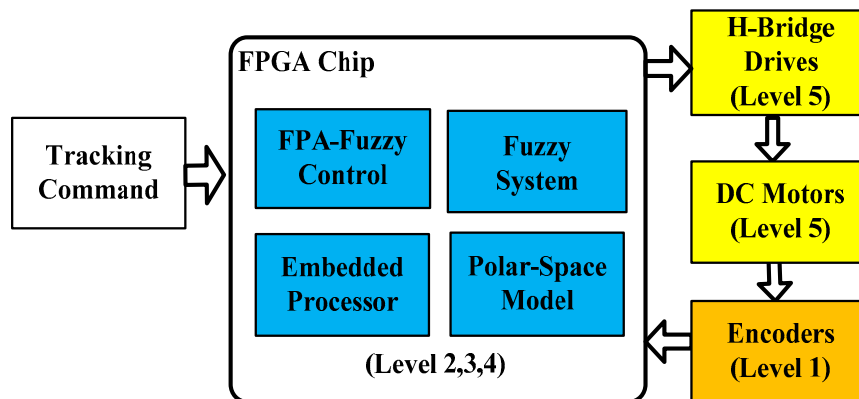 FPGA Chip
Tracking
Command
FPA-Fuzzy
Control
Fuzzy
System
Embedded
Processor
Polar-Space
Model
(Level 2,3,4)
H-Bridge
Drives
(Level 5)
DC Motors
(Level 5)
Encoders
(Level 1)